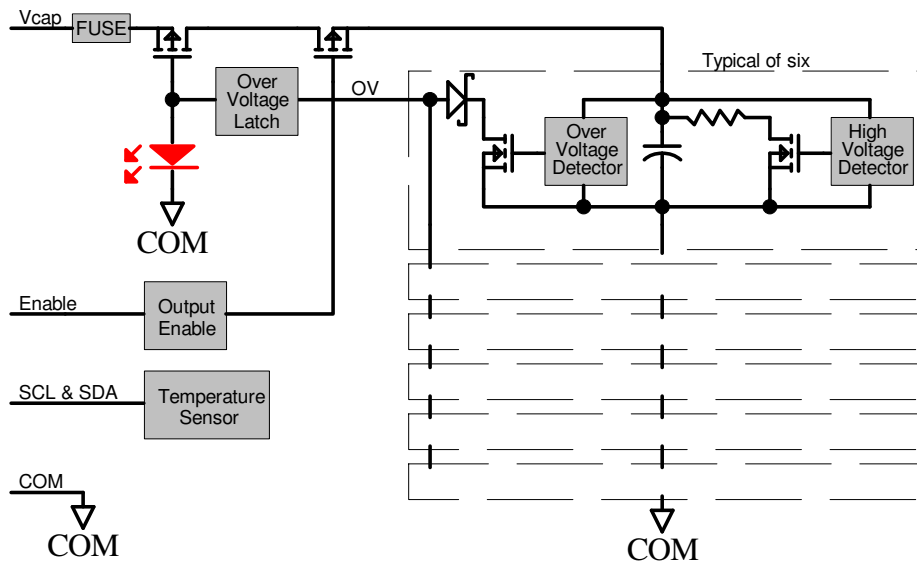 Vcap
FUSE
Typical of six
Over
Voltage
Latch
OV
Over
Voltage
Detector
High
Voltage
Detector
COM
Enable
Output
Enable
SCL & SDA
Temperature
Sensor
COM
COM
COM